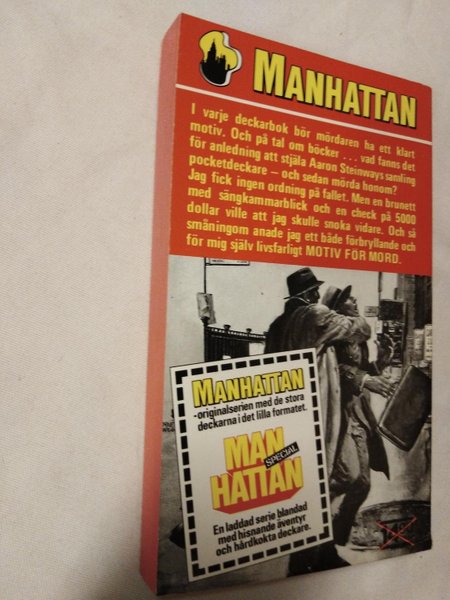 MANHATTAN
I varje deckarbok bör mördaren ha ett klart
motiv. Och på tal om böcker . . . vad fanns det
för anledning att stjäla Aaron Steinways samling
pocketdeckare – och sedan mörda honom?
Jag fick ingen ordning på fallet. Men en brunett
med sängkammarblick och en check på 5000
dollar ville att jag skulle snoka vidare. Och så
småningom anade jag ett både förbryllande och
för mig själv livsfarligt MOTIV FÖR MORD.
MANHATTAN
-originalserien med de stora
deckarna i det lilla formatet.
MAN
SPECIAL
HATTAN
En laddad serie blandad
med hisnande äventyr
och hårdkokta deckare.